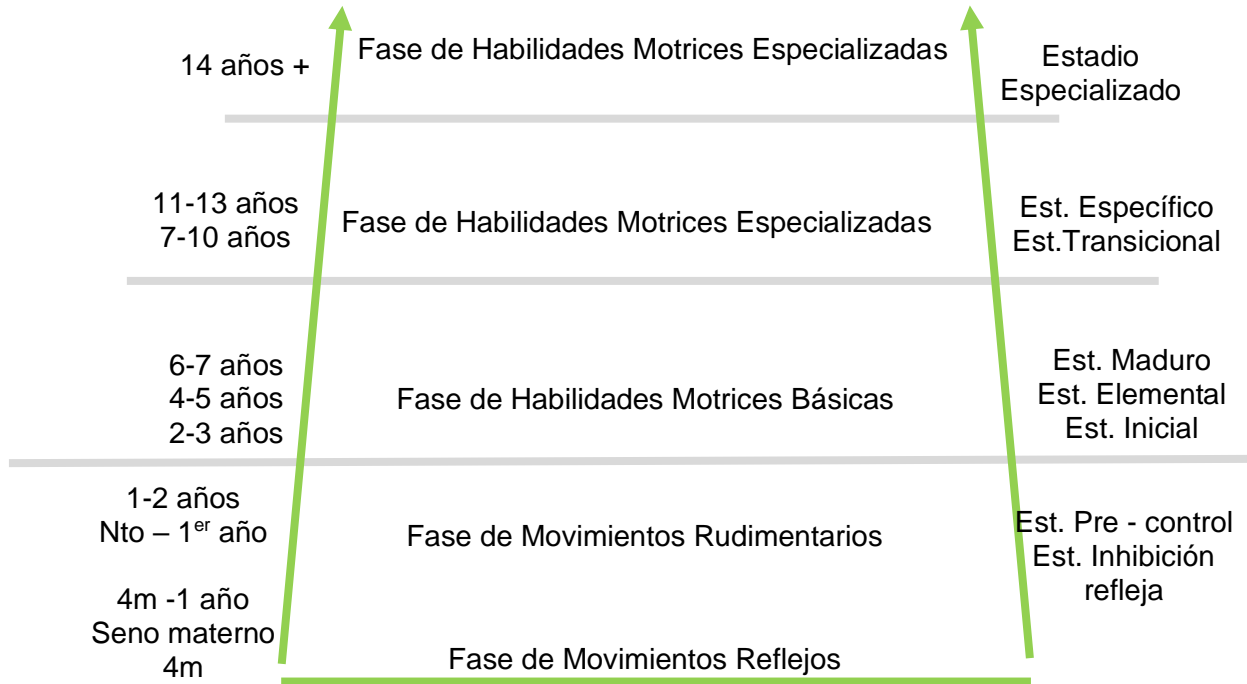 14 años +
Fase de Habilidades Motrices Especializadas
Estadio
Especializado
11-13 años
7-10 años
Fase de Habilidades Motrices Especializadas
Est. Específico
Est.Transicional
6-7 años
4-5 años
2-3 años
Fase de Habilidades Motrices Básicas
Est. Maduro
Est. Elemental
Est. Inicial
1-2 años
Nto – 1er año
Fase de Movimientos Rudimentarios
Est. Pre - control
Est. Inhibición
refleja
4m -1 año
Seno materno
4m
Fase de Movimientos Reflejos